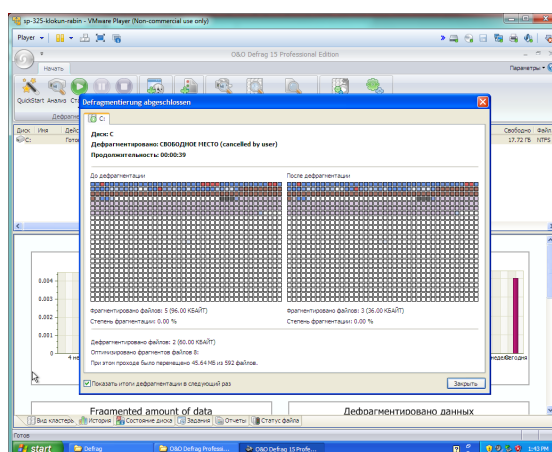 sp-325-klokun-rabin - VMware Player (Non-commercial use only)
Player
O&O Defrag 15 Professional Edition
Начать
Параметры
QuickStart Анализ
Defragmentierung abgeschlossen
C:
Диск Имя
Свободно Файл
C:
17.72 ГБ NTFS
Диск: C
Дефрагментировано: СВОБОДНОЕ МЕСТО (cancelled by user)
Продолжительность: 00:00:39
До дефрагментации
После дефрагментации
Фрагментировано файлов: 5 (96.00 КБАЙТ)
Фрагментировано файлов: 3 (36.00 КБАЙТ)
Степень фрагментации: 0.00 %
Степень фрагментации: 0.00 %
Дефрагментировано файлов: 2 (60.00 КБАЙТ)
Оптимизировано фрагментов файлов 8:
При этом проходе было перемещено 45,64 МБ из 592 файлов.
Показать итоги дефрагментации в следующий раз
Закрыть
0.004
0.003
0.002
0.001
0
Fragmented amount of data
Дефрагментировано данных
Вид кластеров
История
Состояние диска
Задания
Отчеты
Статус файла
Готов
start
Defrag
O&O Defrag Professi...
O&O Defrag 15 Profe...
1:43 PM